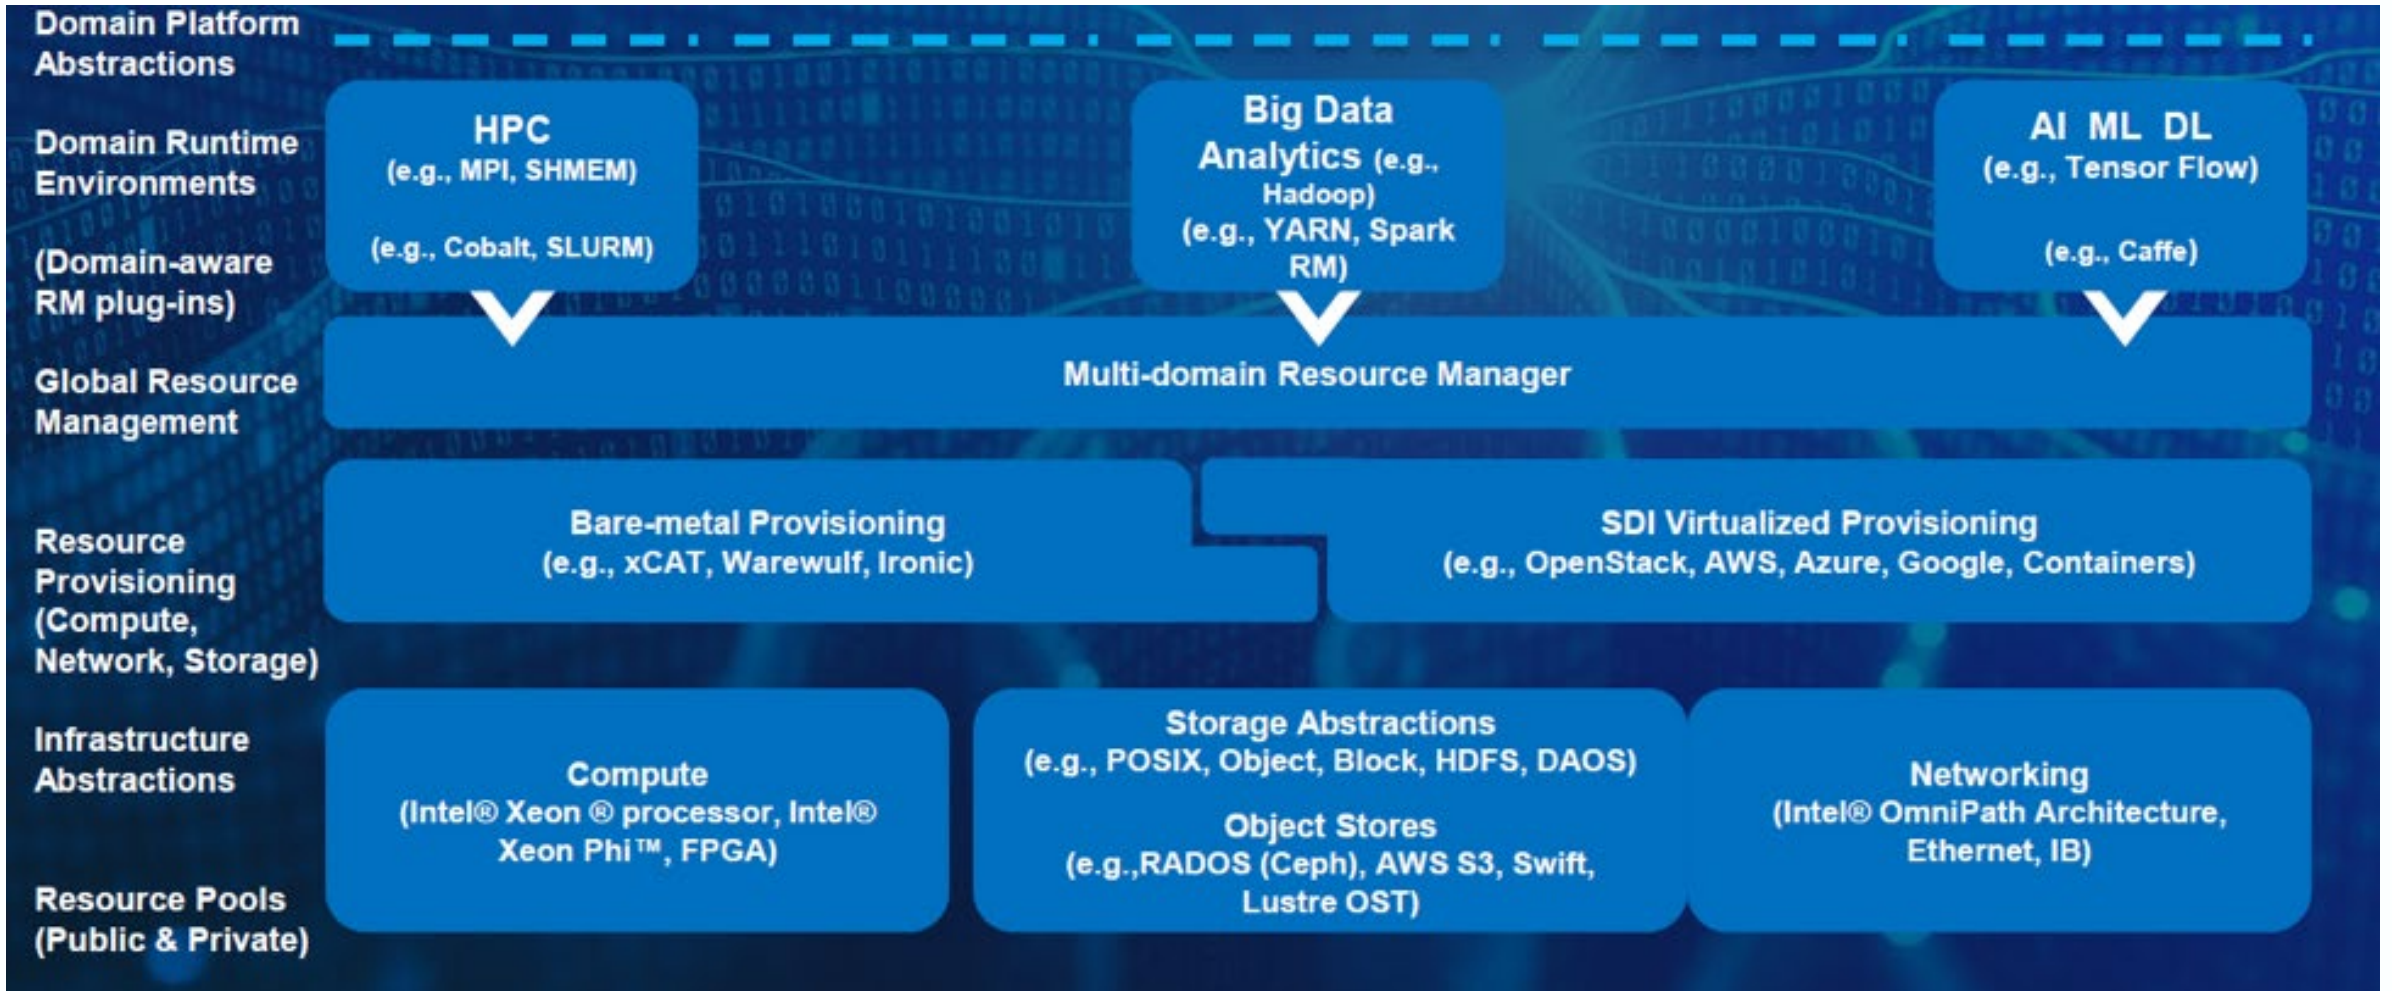 Domain Platform
Abstractions
Domain Runtime
Environments
(Domain-aware
RM plug-ins)
Global Resource
Management
Resource
Provisioning
(Compute,
Network, Storage)
Infrastructure
Abstractions
Resource Pools
(Public & Private)
HPC
(e.g., MPI, SHMEM)
(e.g., Cobalt, SLURM)
Big Data
Analytics (e.g.,
Hadoop)
(e.g., YARN, Spark
RM)
AI ML DL
(e.g., Tensor Flow)
(e.g., Caffe)
Multi-domain Resource Manager
Bare-metal Provisioning
(e.g., xCAT, Warewulf, Ironic)
SDI Virtualized Provisioning
(e.g., OpenStack, AWS, Azure, Google, Containers)
Compute
(Intel® Xeon ® processor, Intel®
Xeon Phi™, FPGA)
Storage Abstractions
(e.g., POSIX, Object, Block, HDFS, DAOS)
Object Stores
(e.g.,RADOS (Ceph), AWS S3, Swift,
Lustre OST)
Networking
(Intel® OmniPath Architecture,
Ethernet, IB)